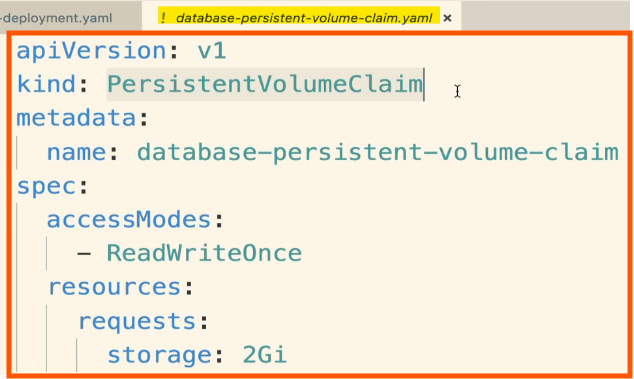 -deployment.yaml
! database-persistent-volume-claim.yaml ×
apiVersion: v1
kind: PersistentVolumeClaim
metadata:
  name: database-persistent-volume-claim
spec:
  accessModes:
    - ReadWriteOnce
  resources:
    requests:
      storage: 2Gi